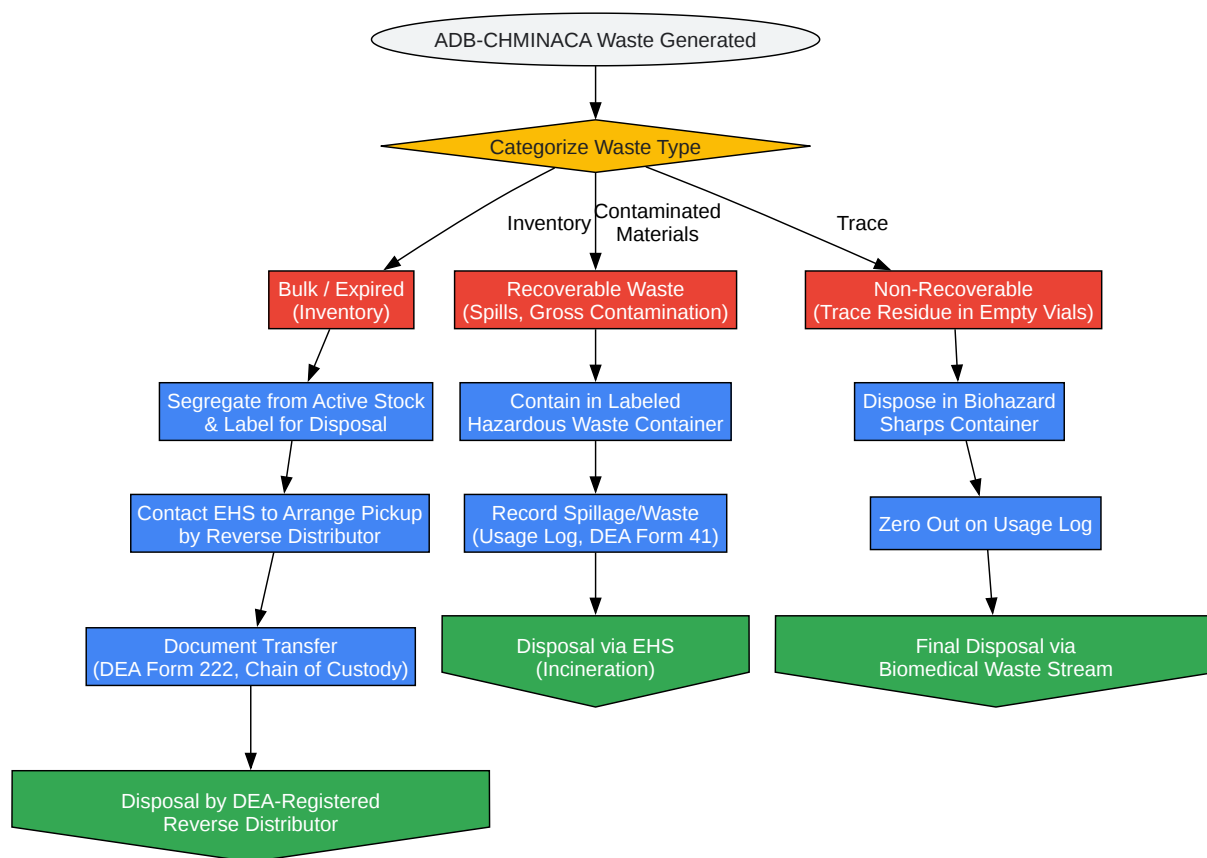 ADB-CHMINACA Waste Generated
Categorize Waste Type
Inventory
Contaminated
Materials
Trace
Bulk / Expired
(Inventory)
Recoverable Waste
(Spills, Gross Contamination)
Non-Recoverable
(Trace Residue in Empty Vials)
Segregate from Active Stock
& Label for Disposal
Contain in Labeled
Hazardous Waste Container
Dispose in Biohazard
Sharps Container
Contact EHS to Arrange Pickup
by Reverse Distributor
Record Spillage/Waste
(Usage Log, DEA Form 41)
Zero Out on Usage Log
Document Transfer
(DEA Form 222, Chain of Custody)
Disposal via EHS
(Incineration)
Final Disposal via
Biomedical Waste Stream
Disposal by DEA-Registered
Reverse Distributor